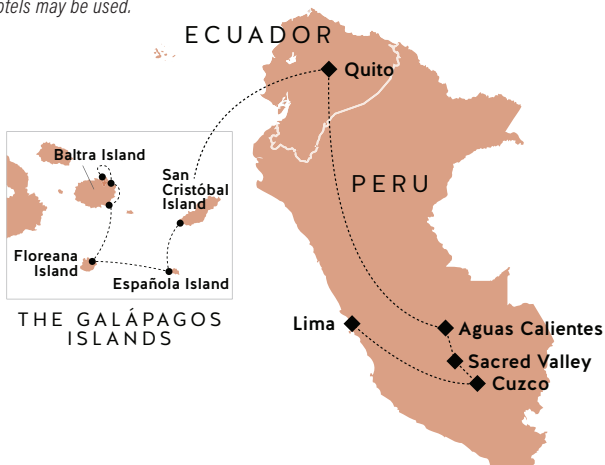 may be used.
ECUADOR
Quito
Baltra Island
San
Cristóbal
Island
PERU
Floreana
Island
Española Island
THE GALÁPAGOS
ISLANDS
Lima
Aguas Calientes
Sacred Valley
Cuzco